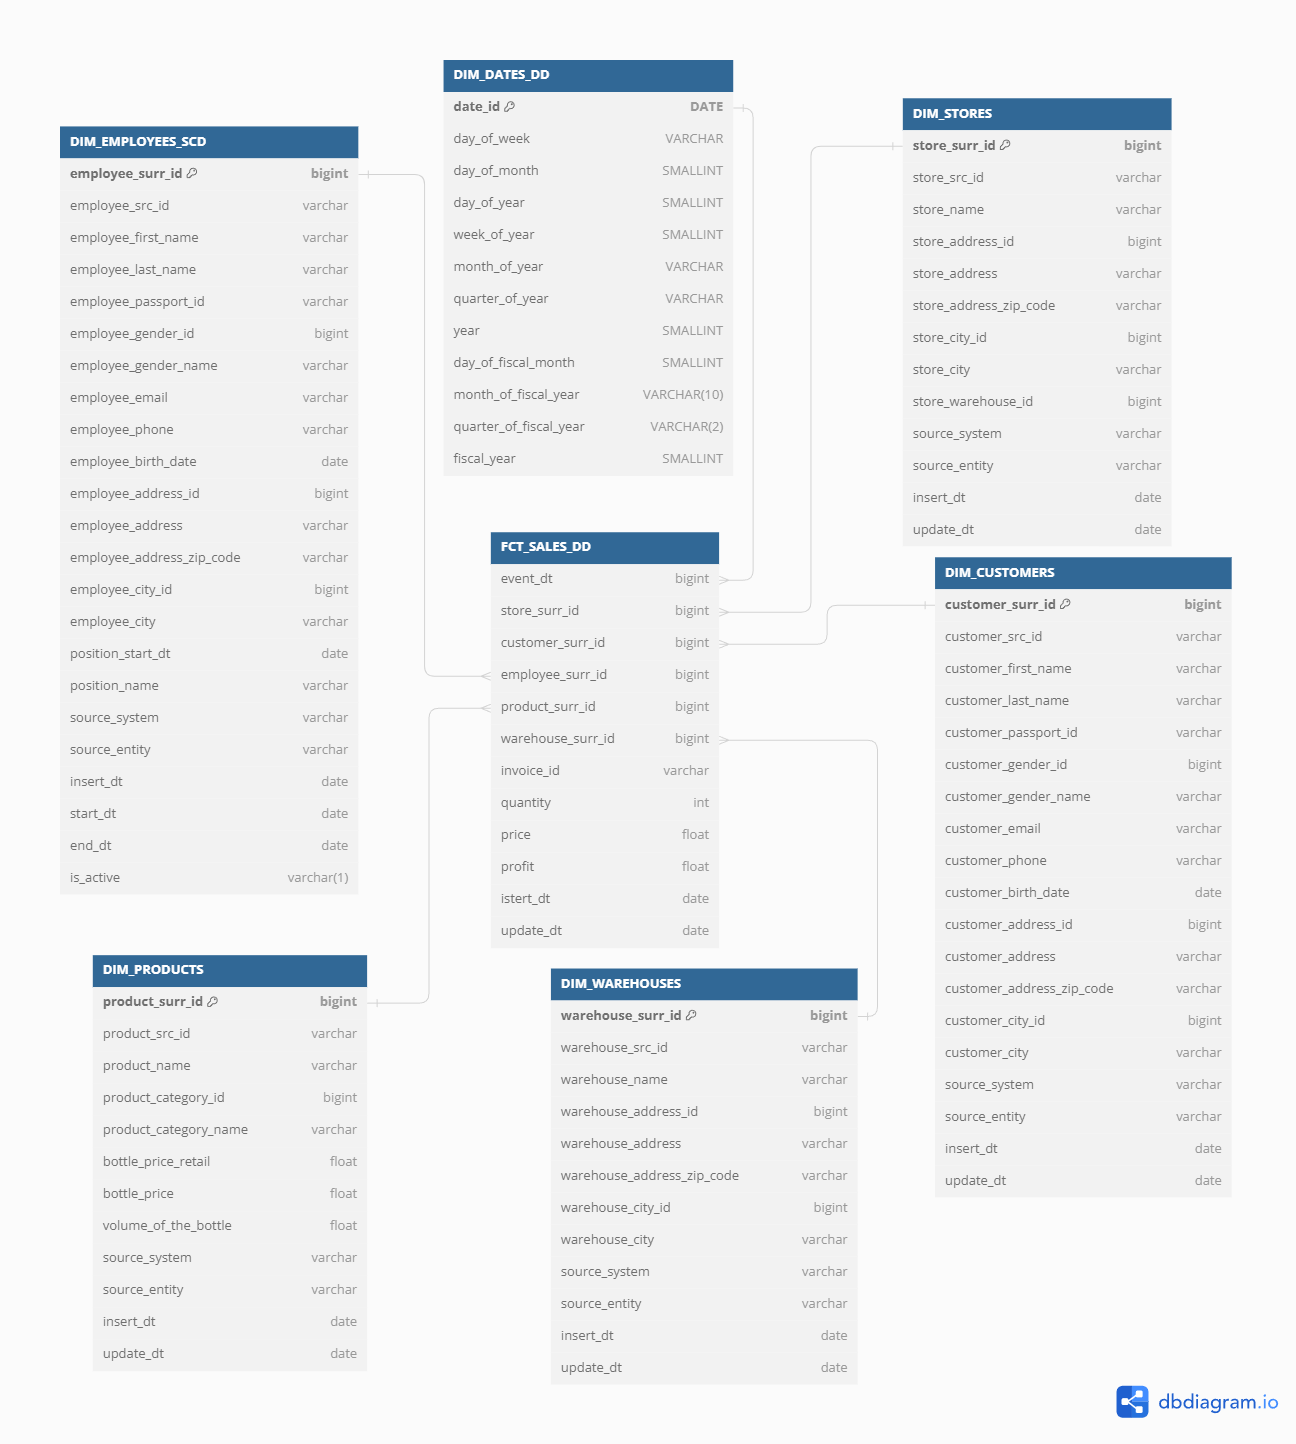 DIM_DATES_DD
date_id DATE
day_of_week VARCHAR
day_of_month SMALLINT
day_of_year SMALLINT
week_of_year SMALLINT
month_of_year VARCHAR
quarter_of_year VARCHAR
year SMALLINT
day_of_fiscal_month SMALLINT
month_of_fiscal_year VARCHAR(10)
quarter_of_fiscal_year VARCHAR(2)
fiscal_year SMALLINT
DIM_STORES
store_surr_id bigint
store_src_id varchar
store_name varchar
store_address_id bigint
store_address varchar
store_address_zip_code varchar
store_city_id bigint
store_city varchar
store_warehouse_id bigint
source_system varchar
source_entity varchar
insert_dt date
update_dt date
DIM_EMPLOYEES_SCD
employee_surr_id bigint
employee_src_id varchar
employee_first_name varchar
employee_last_name varchar
employee_passport_id varchar
employee_gender_id bigint
employee_gender_name varchar
employee_email varchar
employee_phone varchar
employee_birth_date date
employee_address_id bigint
employee_address varchar
employee_address_zip_code varchar
employee_city_id bigint
employee_city varchar
position_start_dt date
position_name varchar
source_system varchar
source_entity varchar
insert_dt date
start_dt date
end_dt date
is_active varchar(1)
FCT_SALES_DD
event_dt bigint
store_surr_id bigint
customer_surr_id bigint
employee_surr_id bigint
product_surr_id bigint
warehouse_surr_id bigint
invoice_id varchar
quantity int
price float
profit float
istert_dt date
update_dt date
DIM_CUSTOMERS
customer_surr_id bigint
customer_src_id varchar
customer_first_name varchar
customer_last_name varchar
customer_passport_id varchar
customer_gender_id bigint
customer_gender_name varchar
customer_email varchar
customer_phone varchar
customer_birth_date date
customer_address_id bigint
customer_address varchar
customer_address_zip_code varchar
customer_city_id bigint
customer_city varchar
source_system varchar
source_entity varchar
insert_dt date
update_dt date
DIM_PRODUCTS
product_surr_id bigint
product_src_id varchar
product_name varchar
product_category_id bigint
product_category_name varchar
bottle_price_retail float
bottle_price float
volume_of_the_bottle float
source_system varchar
source_entity varchar
insert_dt date
update_dt date
DIM_WAREHOUSES
warehouse_surr_id bigint
warehouse_src_id varchar
warehouse_name varchar
warehouse_address_id bigint
warehouse_address varchar
warehouse_address_zip_code varchar
warehouse_city_id bigint
warehouse_city varchar
source_system varchar
source_entity varchar
insert_dt date
update_dt date
dbdiagram.io